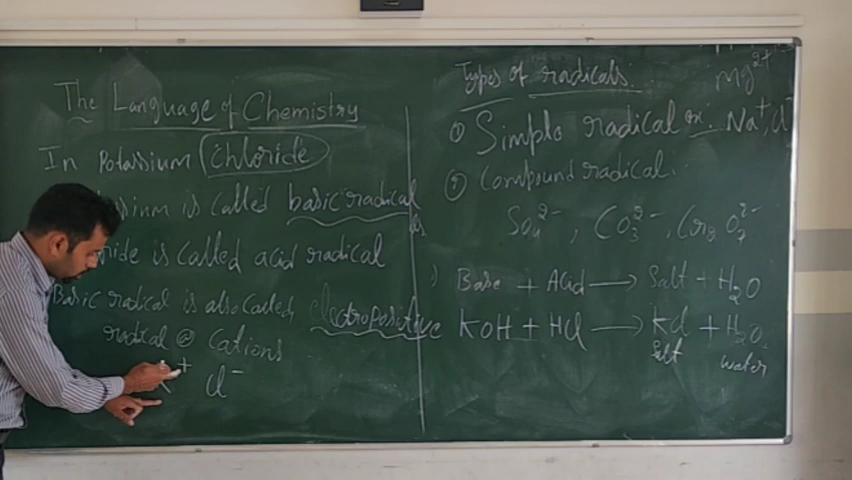 The Language of Chemistry
In Potassium Chloride
is called basic radical
is called acid radical
Basic radical is also called electropositive
radical @ Cations
K⁺ Cl⁻
Types of radicals.
Mg²⁺
① Simple radical ex: Na⁺, Cl⁻
② Compound radical.
SO₄²⁻, CO₃²⁻, Cr₂O₇²⁻
Base + Acid → Salt + H₂O
KOH + HCl → KCl + H₂O.
Salt water